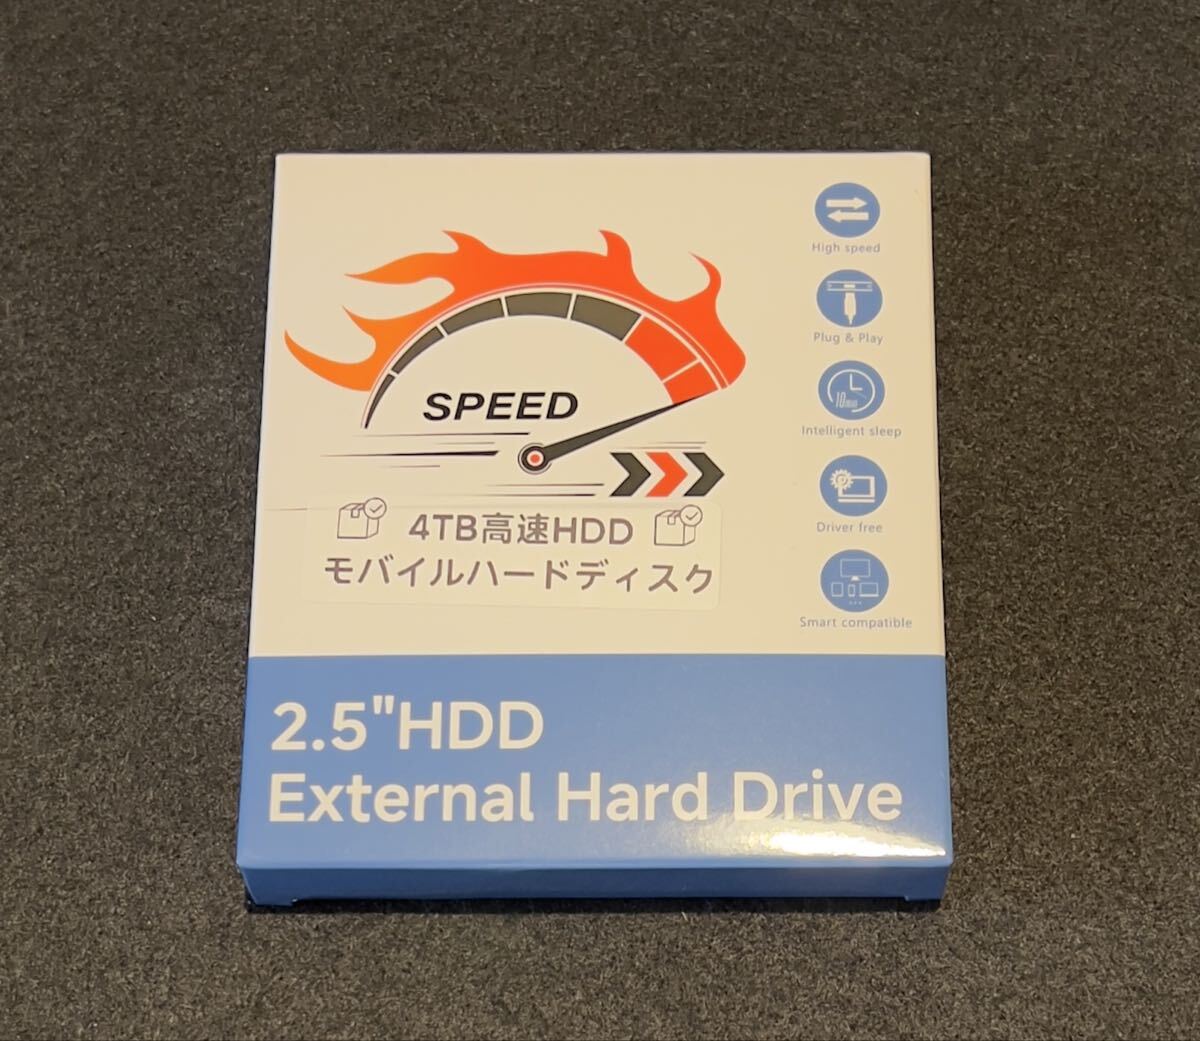 High speed
Plug & Play
10min
Intelligent sleep
Driver free
Smart compatible
SPEED
4TB高速HDD
モバイルハードディスク
2.5"HDD
External Hard Drive